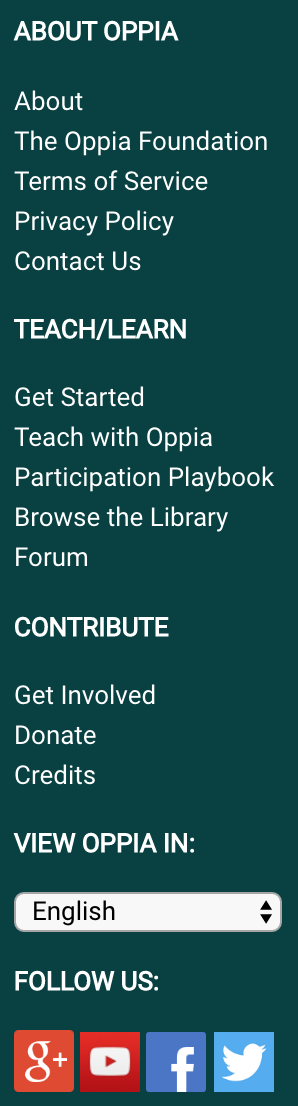 ABOUT OPPIA
About
The Oppia Foundation
Terms of Service
Privacy Policy
Contact Us
TEACH/LEARN
Get Started
Teach with Oppia
Participation Playbook
Browse the Library
Forum
CONTRIBUTE
Get Involved
Donate
Credits
VIEW OPPIA IN:
English
FOLLOW US:
g+ f